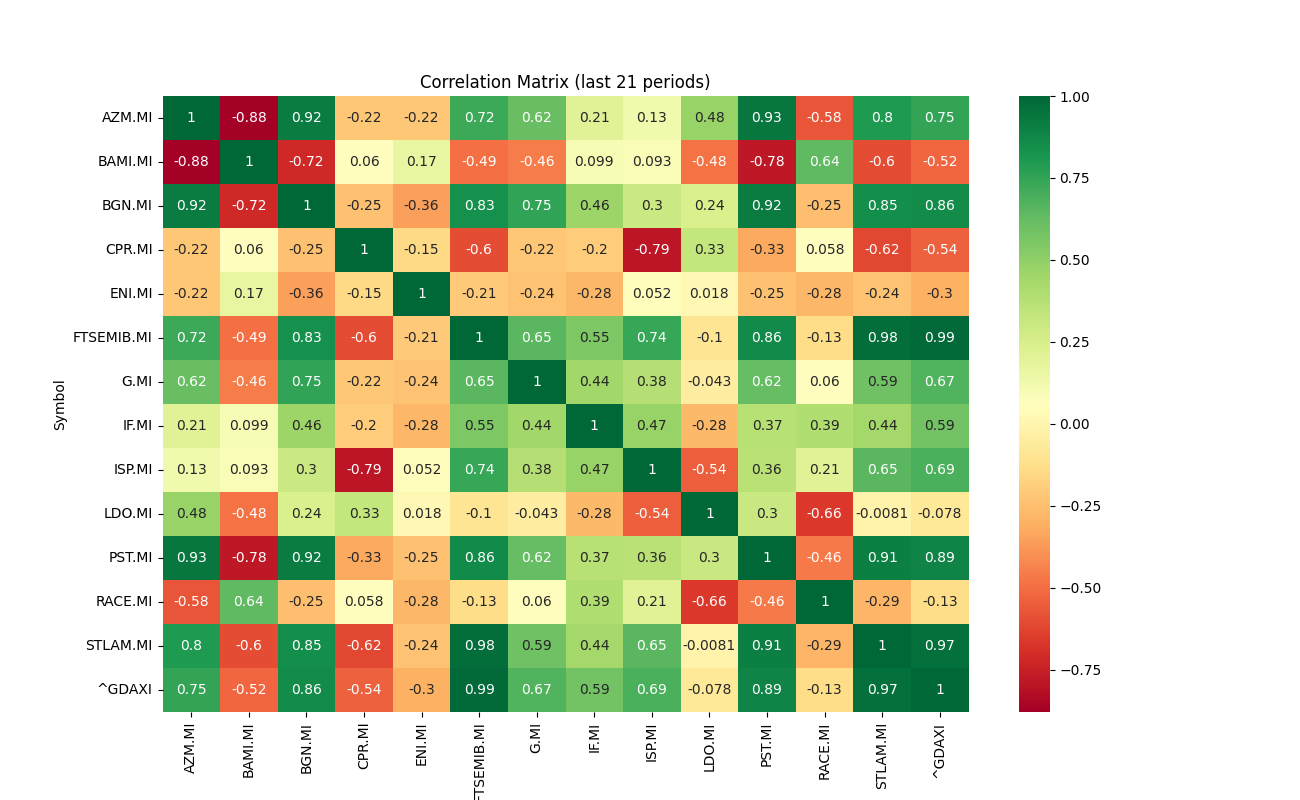 Correlation Matrix (last 21 periods)
AZM.MI 1 -0.88 0.92 -0.22 -0.22 0.72 0.62 0.21 0.13 0.48 0.93 -0.58 0.8 0.75
BAMI.MI -0.88 1 -0.72 0.06 0.17 -0.49 -0.46 0.099 0.093 -0.48 -0.78 0.64 -0.6 -0.52
BGN.MI 0.92 -0.72 1 -0.25 -0.36 0.83 0.75 0.46 0.3 0.24 0.92 -0.25 0.85 0.86
CPR.MI -0.22 0.06 -0.25 1 -0.15 -0.6 -0.22 -0.2 -0.79 0.33 -0.33 0.058 -0.62 -0.54
ENI.MI -0.22 0.17 -0.36 -0.15 1 -0.21 -0.24 -0.28 0.052 0.018 -0.25 -0.28 -0.24 -0.3
FTSEMIB.MI 0.72 -0.49 0.83 -0.6 -0.21 1 0.65 0.55 0.74 -0.1 0.86 -0.13 0.98 0.99
G.MI 0.62 -0.46 0.75 -0.22 -0.24 0.65 1 0.44 0.38 -0.043 0.62 0.06 0.59 0.67
IF.MI 0.21 0.099 0.46 -0.2 -0.28 0.55 0.44 1 0.47 -0.28 0.37 0.39 0.44 0.59
ISP.MI 0.13 0.093 0.3 -0.79 0.052 0.74 0.38 0.47 1 -0.54 0.36 0.21 0.65 0.69
LDO.MI 0.48 -0.48 0.24 0.33 0.018 -0.1 -0.043 -0.28 -0.54 1 0.3 -0.66 -0.0081 -0.078
PST.MI 0.93 -0.78 0.92 -0.33 -0.25 0.86 0.62 0.37 0.36 0.3 1 -0.46 0.91 0.89
RACE.MI -0.58 0.64 -0.25 0.058 -0.28 -0.13 0.06 0.39 0.21 -0.66 -0.46 1 -0.29 -0.13
STLAM.MI 0.8 -0.6 0.85 -0.62 -0.24 0.98 0.59 0.44 0.65 -0.0081 0.91 -0.29 1 0.97
^GDAXI 0.75 -0.52 0.86 -0.54 -0.3 0.99 0.67 0.59 0.69 -0.078 0.89 -0.13 0.97 1
Symbol
AZM.MI BAMI.MI BGN.MI CPR.MI ENI.MI FTSEMIB.MI G.MI IF.MI ISP.MI LDO.MI PST.MI RACE.MI STLAM.MI ^GDAXI
1.00
0.75
0.50
0.25
0.00
−0.25
−0.50
−0.75